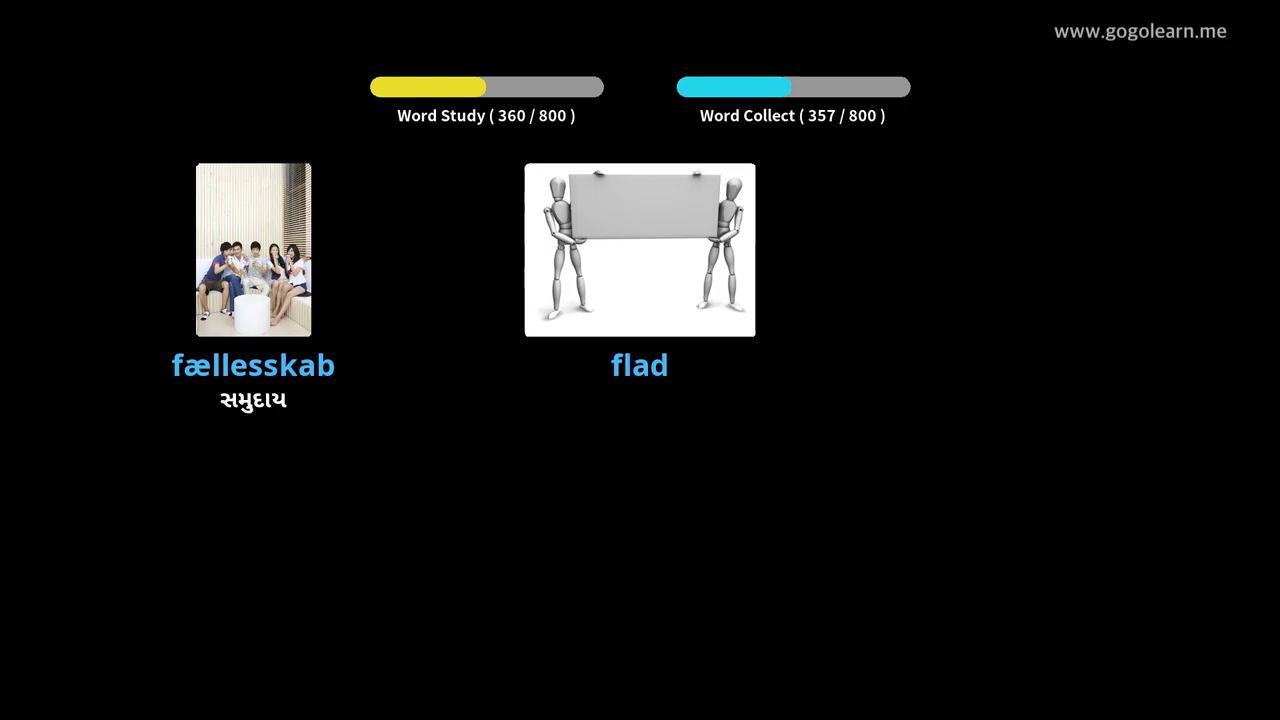 www.gogolearn.me
Word Study ( 360 / 800 )
Word Collect ( 357 / 800 )
fællesskab
સમુદાય
flad